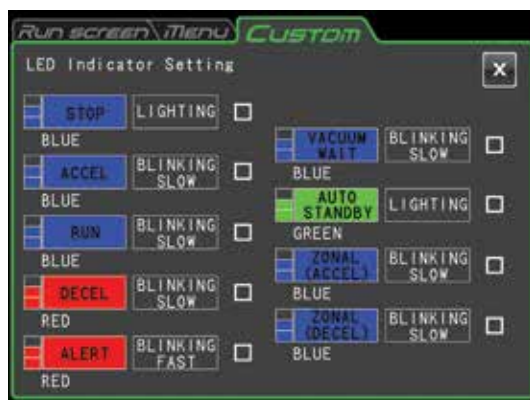 Run screen Menu Custom
LED Indicator Setting
X
STOP LIGHTING
BLUE
ACCEL BLINKING SLOW
BLUE
RUN BLINKING SLOW
BLUE
DECEL BLINKING SLOW
RED
ALERT BLINKING FAST
RED
VACUUM WAIT BLINKING SLOW
BLUE
AUTO STANDBY LIGHTING
GREEN
ZONAL (ACCEL) BLINKING SLOW
BLUE
ZONAL (DECEL) BLINKING SLOW
BLUE